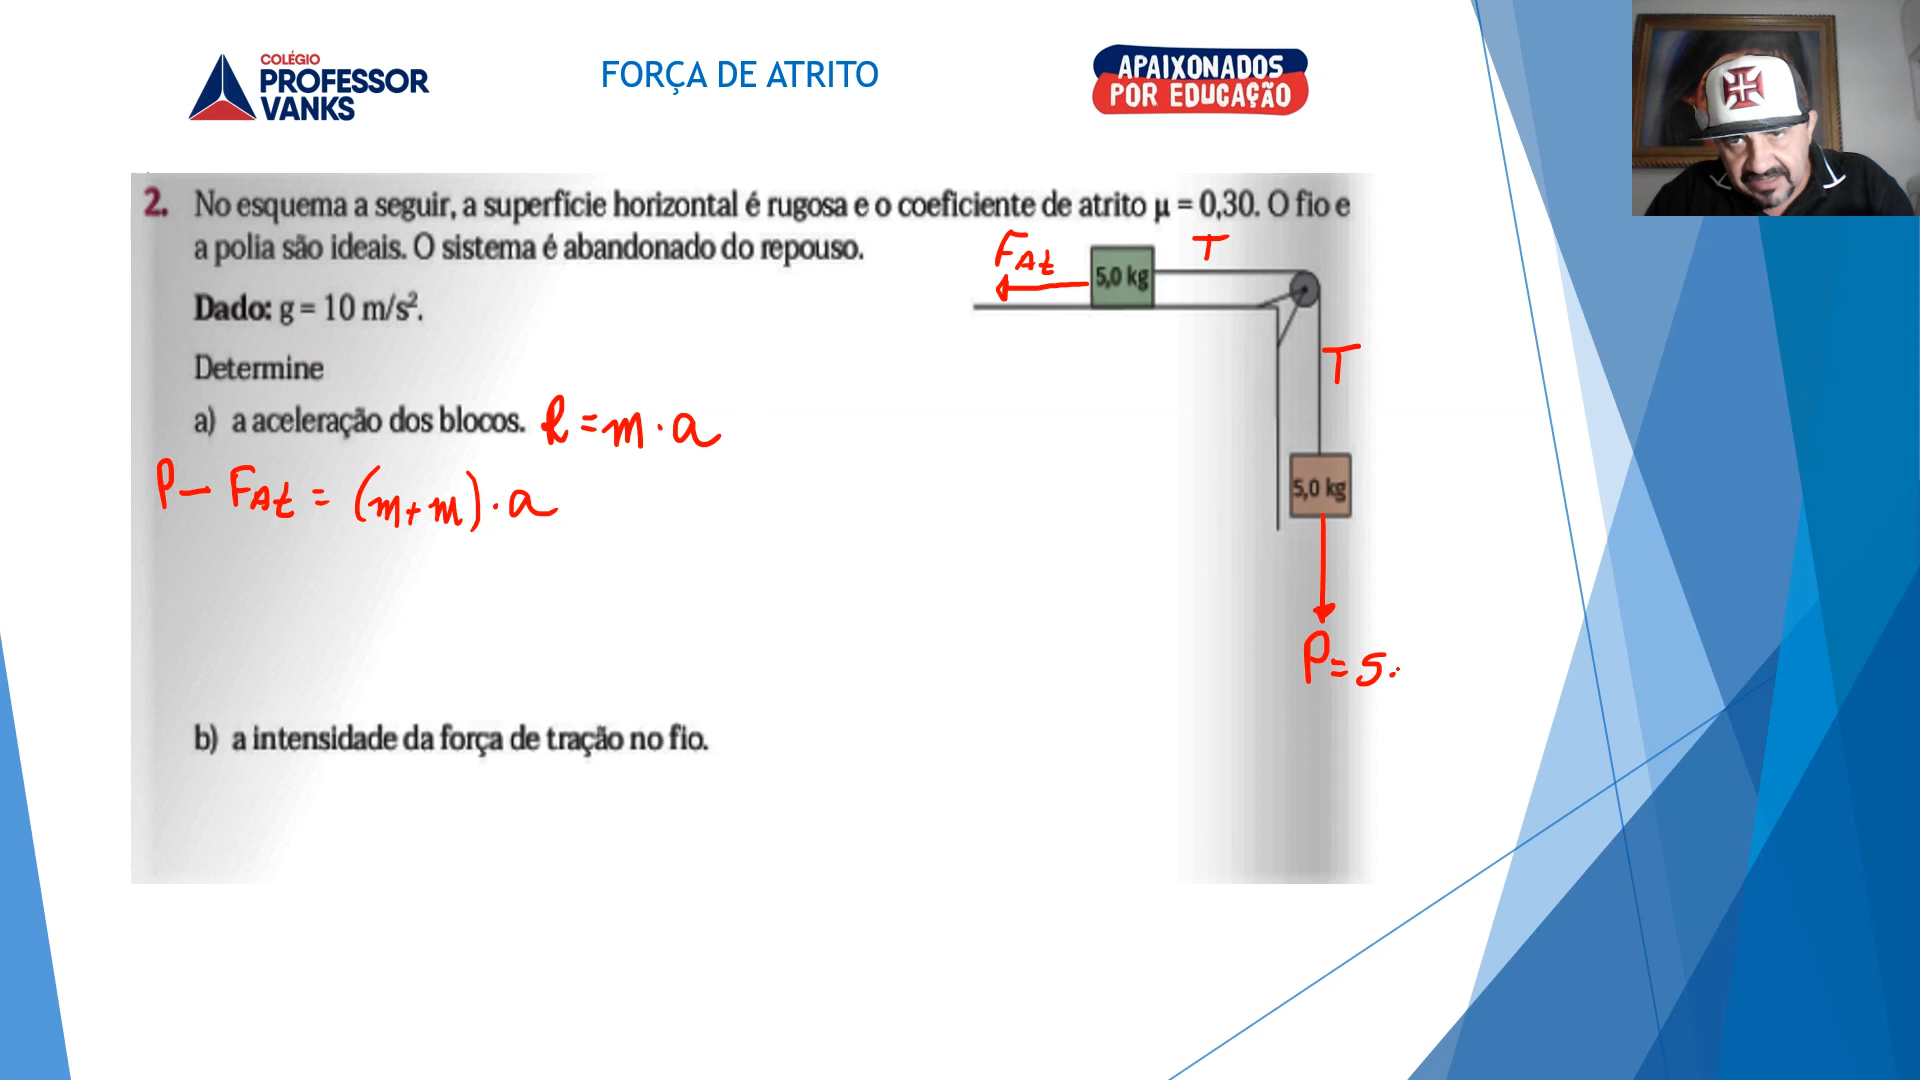 COLÉGIO
PROFESSOR
VANKS
FORÇA DE ATRITO
APAIXONADOS
POR EDUCAÇÃO
2. No esquema a seguir, a superfície horizontal é rugosa e o coeficiente de atrito μ = 0,30. O fio e
a polia são ideais. O sistema é abandonado do repouso.
FAt
5,0 kg
T
Dado: g = 10 m/s².
T
Determine
a) a aceleração dos blocos. R = m · a
P - FAt = (m+m) · a
5,0 kg
P = 5.
b) a intensidade da força de tração no fio.